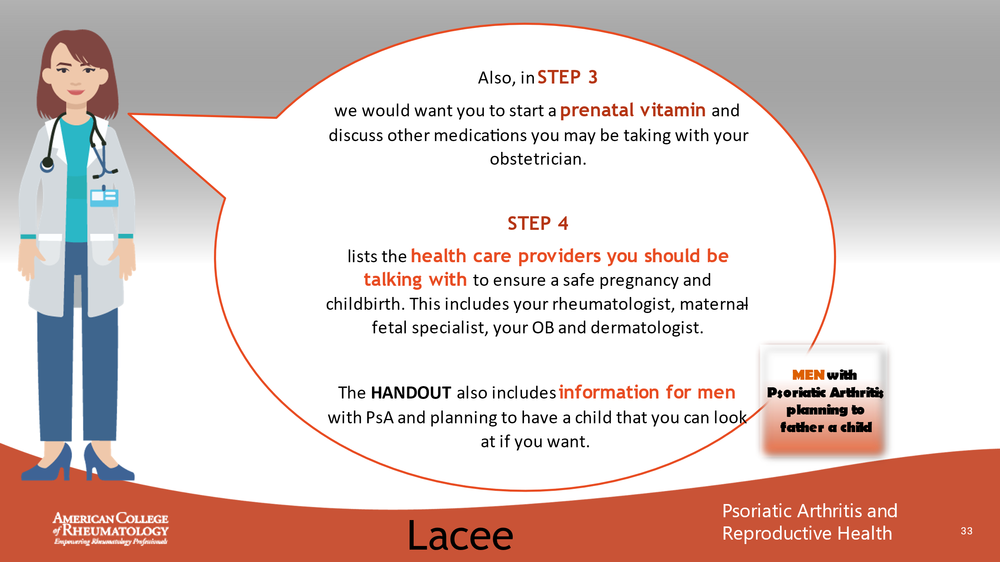 Also, in STEP 3
we would want you to start a prenatal vitamin and
discuss other medications you may be taking with your
obstetrician.
STEP 4
lists the health care providers you should be
talking with to ensure a safe pregnancy and
childbirth. This includes your rheumatologist, maternal-
fetal specialist, your OB and dermatologist.
The HANDOUT also includes information for men
with PsA and planning to have a child that you can look
at if you want.
MEN with
Psoriatic Arthritis
planning to
father a child
AMERICAN COLLEGE
of RHEUMATOLOGY
Empowering Rheumatology Professionals
Lacee
Psoriatic Arthritis and
Reproductive Health
33